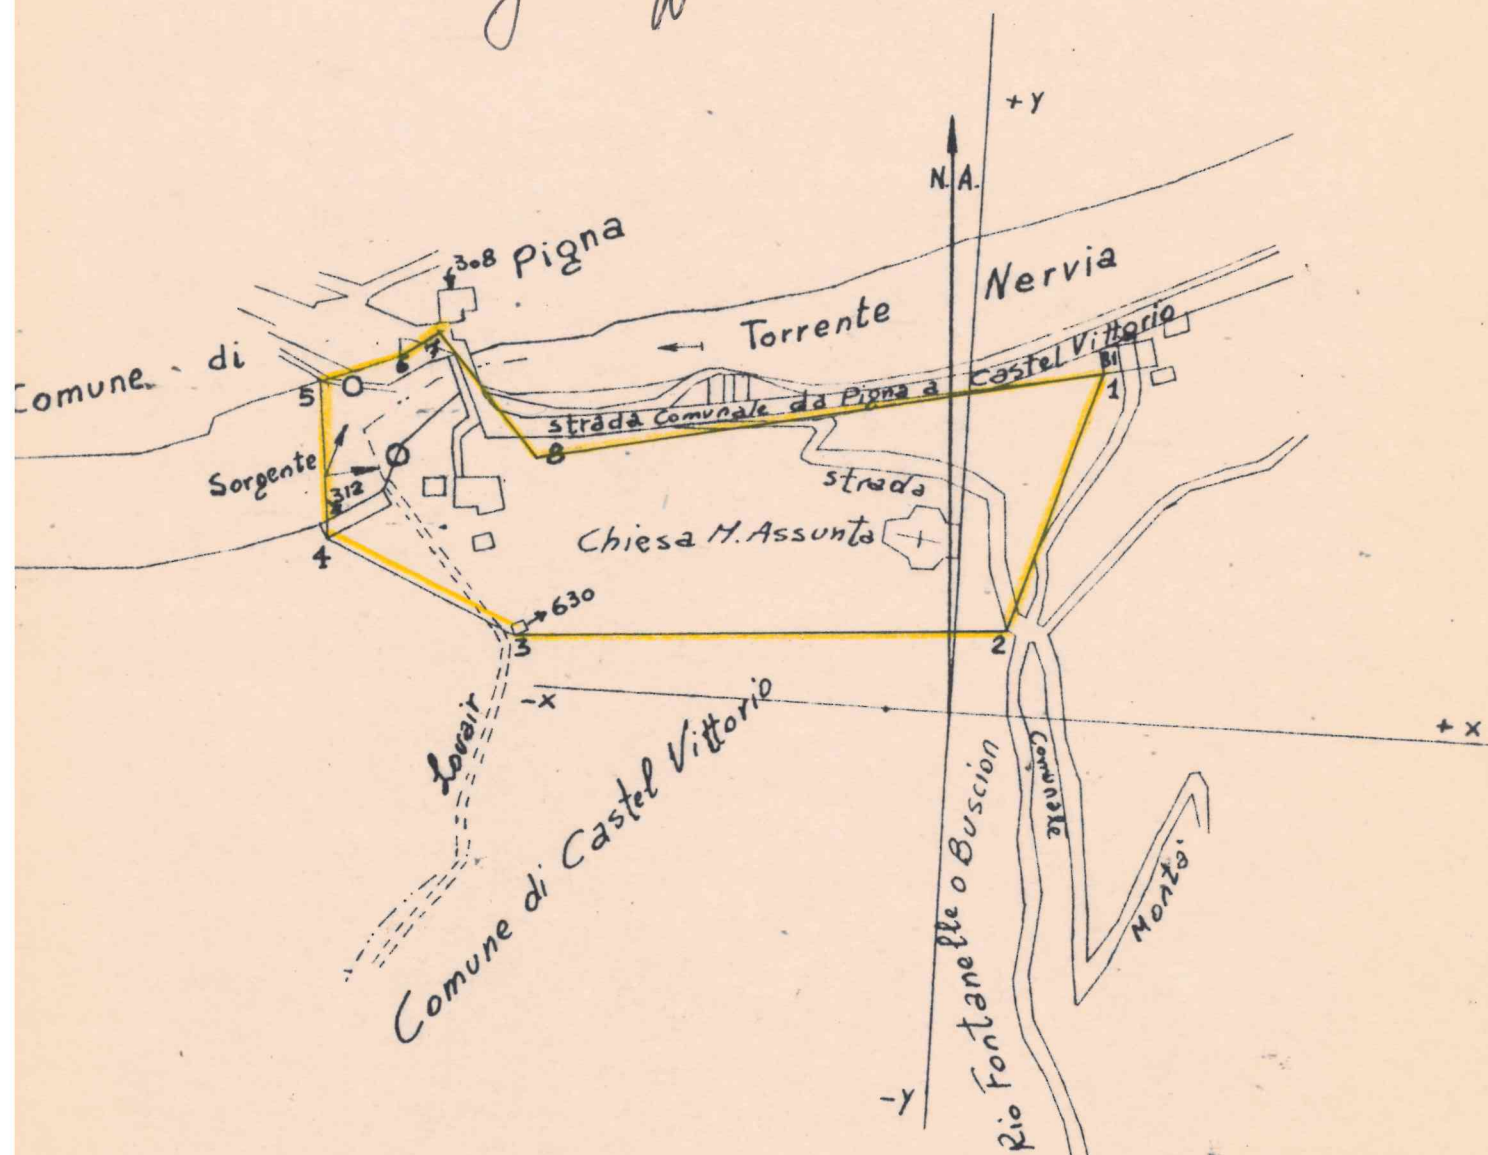 +Y
N.A.
308
Pigna
Nervia
Torrente
Comune di
strada Comunale da Pigna a Castel Vittorio
B1
7
6
5
1
8
Sorgente
312
strada
Chiesa M. Assunta
4
630
3
2
-X
+ X
Lovair
Comune di Castel Vittorio
Comunale
Rio Fontanelle o Buscion
Monta'
-Y